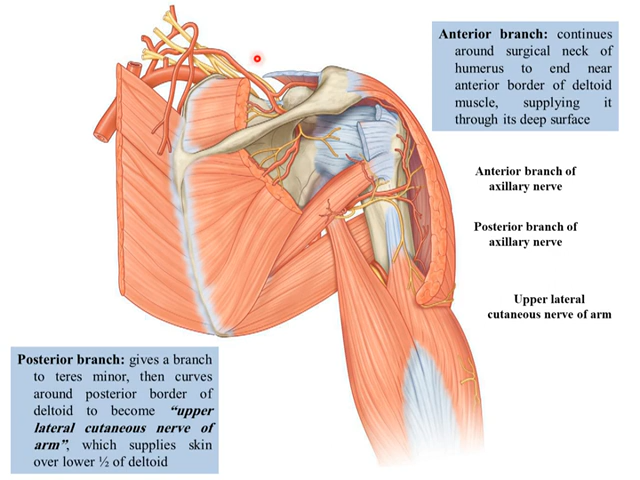 Anterior branch: continues
around surgical neck of
humerus to end near
anterior border of deltoid
muscle, supplying it
through its deep surface
Anterior branch of
axillary nerve
Posterior branch of
axillary nerve
Upper lateral
cutaneous nerve of arm
Posterior branch: gives a branch
to teres minor, then curves
around posterior border of
deltoid to become “upper
lateral cutaneous nerve of
arm”, which supplies skin
over lower ½ of deltoid